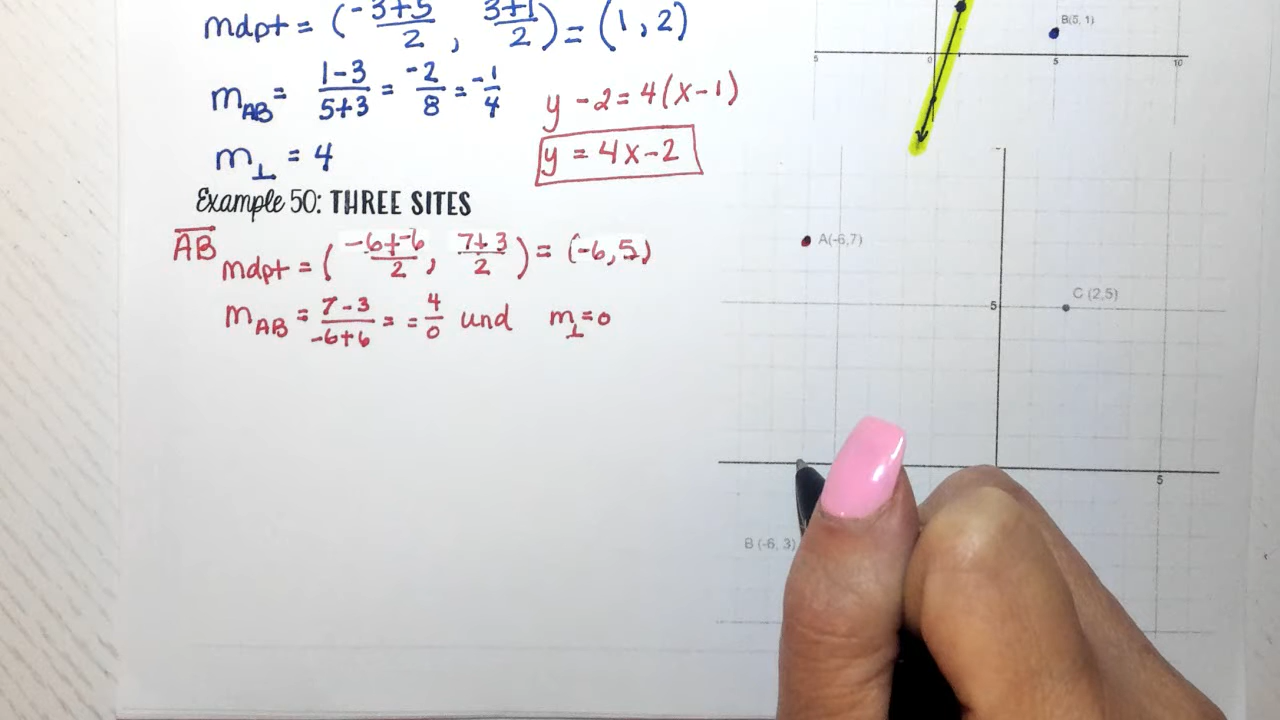 mdpt = (-3+5/2, 3+1/2) = (1, 2)
m_AB = 1-3/5+3 = -2/8 = -1/4
y - 2 = 4(x-1)
m⊥ = 4
y = 4x-2
Example 50: THREE SITES
AB mdpt = (-6+-6/2, 7+3/2) = (-6, 5)
m_AB = 7-3/-6+6 = = 4/0 und m⊥=0
B(5, 1)
5 0 5 10
A(-6,7)
C (2,5)
5
5
B (-6, 3)